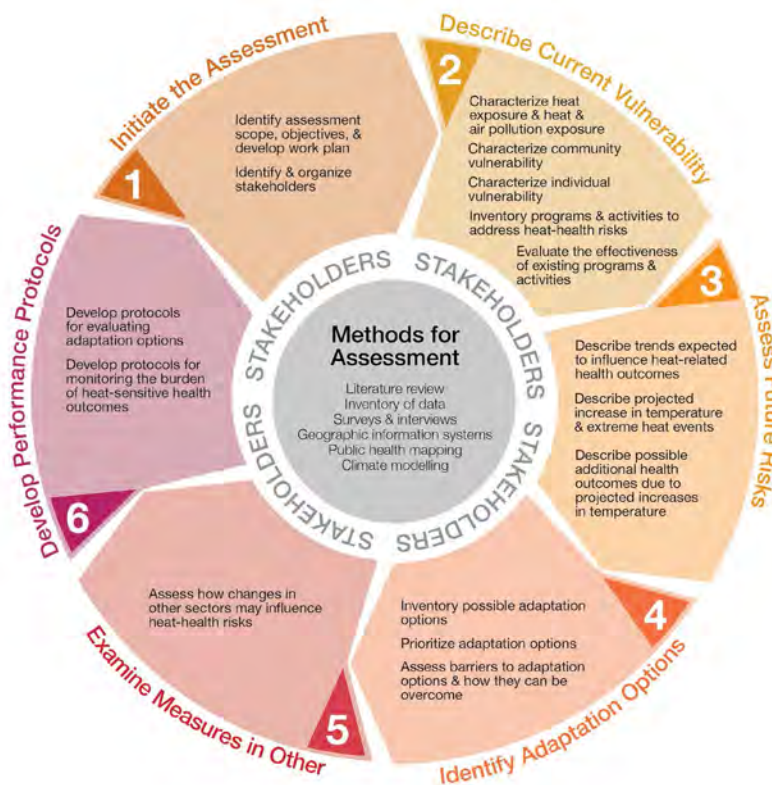 Initiate the Assessment
1
Identify assessment
scope, objectives, &
develop work plan
Identify & organize
stakeholders
Describe Current Vulnerability
2
Characterize heat
exposure & heat &
air pollution exposure
Characterize community
vulnerability
Characterize individual
vulnerability
Inventory programs & activities to
address heat-health risks
Evaluate the effectiveness
of existing programs &
activities
Assess Future Risks
3
Describe trends expected
to influence heat-related
health outcomes
Describe projected
increase in temperature
& extreme heat events
Describe possible
additional health
outcomes due to
projected increases
in temperature
Identify Adaptation Options
4
Inventory possible adaptation
options
Prioritize adaptation options
Assess barriers to adaptation
options & how they can be
overcome
Examine Measures in Other
5
Assess how changes in
other sectors may influence
heat-health risks
Develop Performance Protocols
6
Develop protocols
for evaluating
adaptation options
Develop protocols for
monitoring the burden
of heat-sensitive health
outcomes
STAKEHOLDERS
STAKEHOLDERS
STAKEHOLDERS
STAKEHOLDERS
STAKEHOLDERS
Methods for
Assessment
Literature review
Inventory of data
Surveys & interviews
Geographic information systems
Public health mapping
Climate modelling